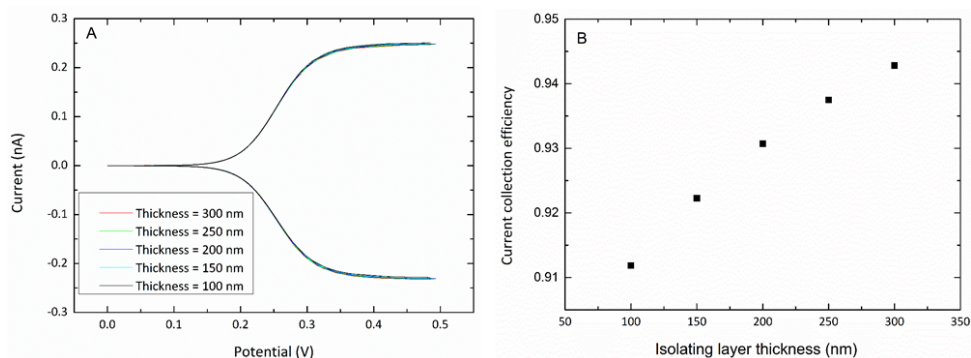 A
0.3
0.2
0.1
0.0
-0.1
-0.2
-0.3
Current (nA)
Thickness = 300 nm
Thickness = 250 nm
Thickness = 200 nm
Thickness = 150 nm
Thickness = 100 nm
0.0 0.1 0.2 0.3 0.4 0.5
Potential (V)
B
0.95
0.94
0.93
0.92
0.91
Current collection efficiency
50 100 150 200 250 300 350
Isolating layer thickness (nm)